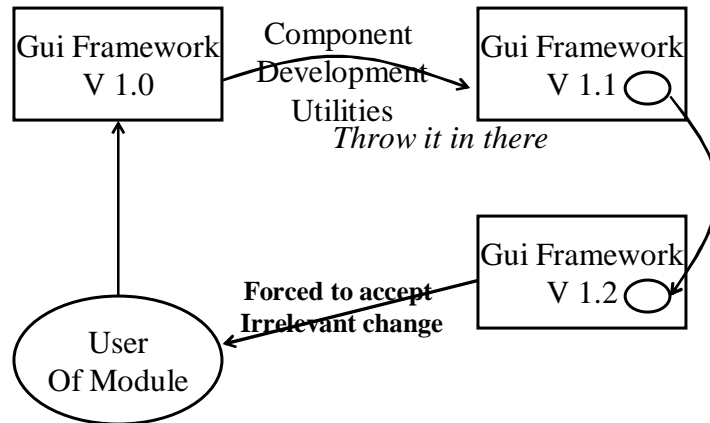 Gui Framework
V 1.0
Component
Development
Utilities
Throw it in there
Gui Framework
V 1.1
Gui Framework
V 1.2
Forced to accept
Irrelevant change
User
Of Module